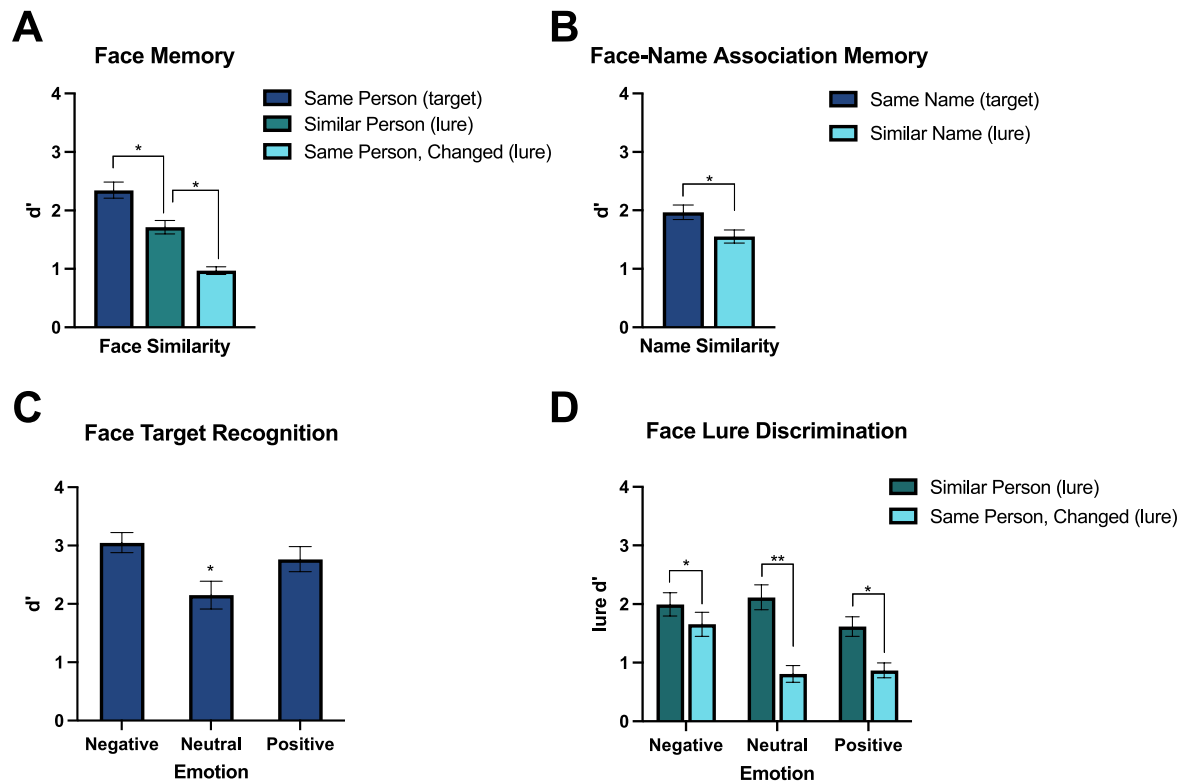 A
Face Memory
Same Person (target)
Similar Person (lure)
Same Person, Changed (lure)
4
3
2
1
0
d'
*
*
Face Similarity
B
Face-Name Association Memory
Same Name (target)
Similar Name (lure)
4
3
2
1
0
d'
*
Name Similarity
C
Face Target Recognition
4
3
2
1
0
d'
*
Negative Neutral Positive
Emotion
D
Face Lure Discrimination
Similar Person (lure)
Same Person, Changed (lure)
4
3
2
1
0
lure d'
*
**
*
Negative Neutral Positive
Emotion